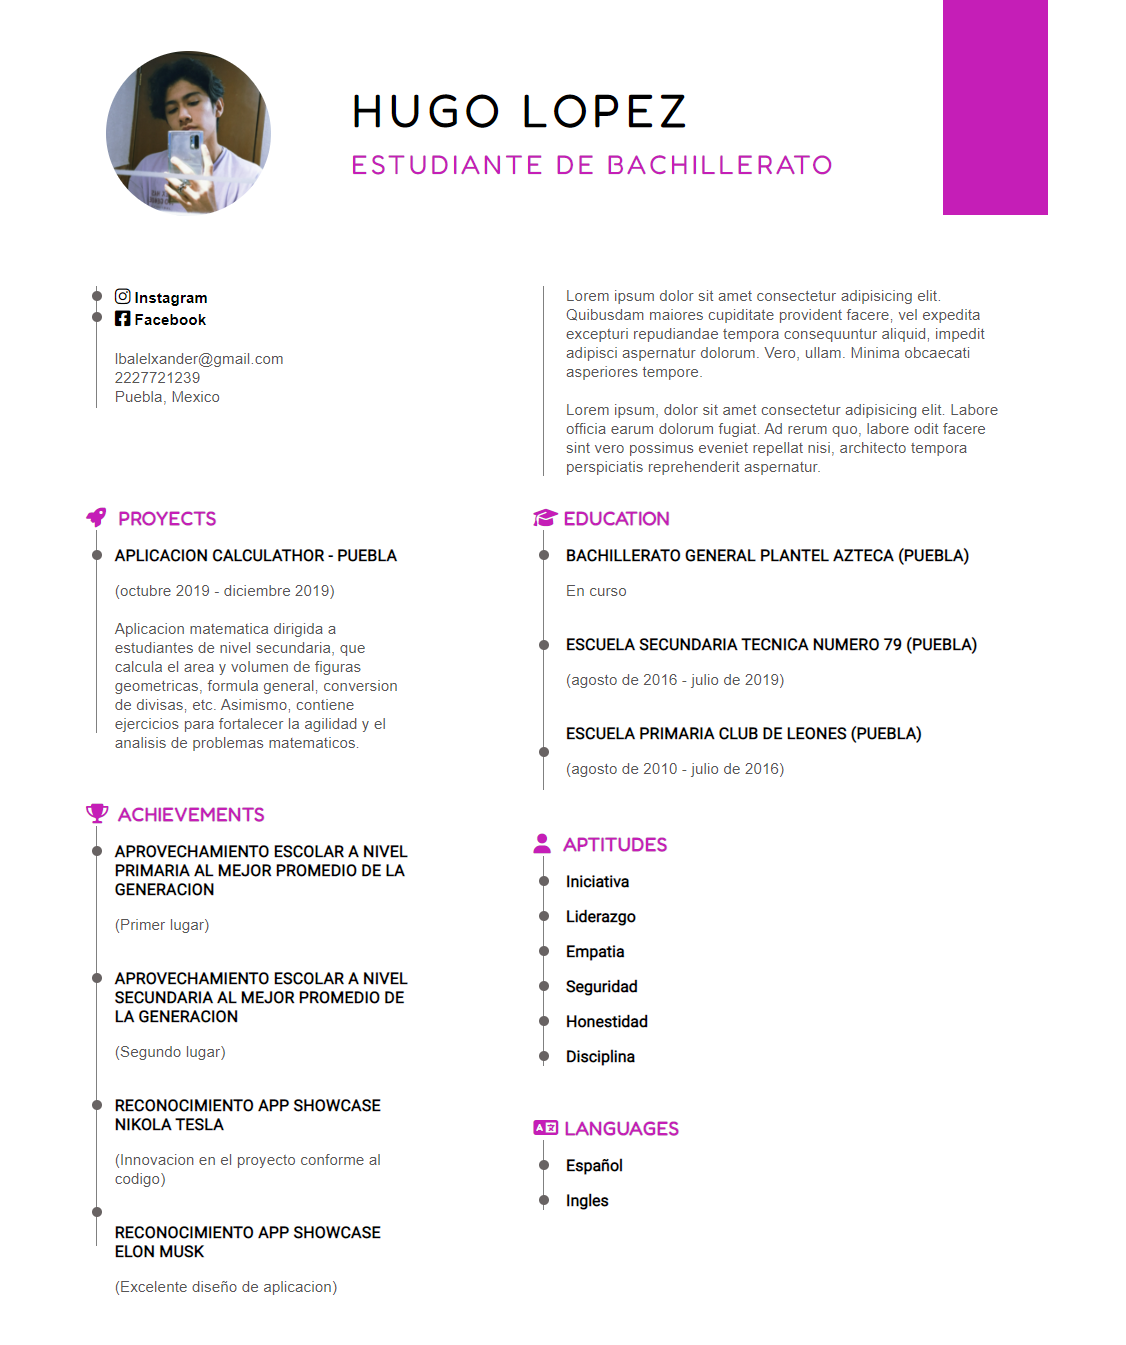 HUGO LOPEZ
ESTUDIANTE DE BACHILLERATO
Instagram
Facebook
lbalelxander@gmail.com
2227721239
Puebla, Mexico
Lorem ipsum dolor sit amet consectetur adipisicing elit.
Quibusdam maiores cupiditate provident facere, vel expedita
excepturi repudiandae tempora consequuntur aliquid, impedit
adipisci aspernatur dolorum. Vero, ullam. Minima obcaecati
asperiores tempore.
Lorem ipsum, dolor sit amet consectetur adipisicing elit. Labore
officia earum dolorum fugiat. Ad rerum quo, labore odit facere
sint vero possimus eveniet repellat nisi, architecto tempora
perspiciatis reprehenderit aspernatur.
PROYECTS
APLICACION CALCULATHOR - PUEBLA
(octubre 2019 - diciembre 2019)
Aplicacion matematica dirigida a
estudiantes de nivel secundaria, que
calcula el area y volumen de figuras
geometricas, formula general, conversion
de divisas, etc. Asimismo, contiene
ejercicios para fortalecer la agilidad y el
analisis de problemas matematicos.
ACHIEVEMENTS
APROVECHAMIENTO ESCOLAR A NIVEL
PRIMARIA AL MEJOR PROMEDIO DE LA
GENERACION
(Primer lugar)
APROVECHAMIENTO ESCOLAR A NIVEL
SECUNDARIA AL MEJOR PROMEDIO DE
LA GENERACION
(Segundo lugar)
RECONOCIMIENTO APP SHOWCASE
NIKOLA TESLA
(Innovacion en el proyecto conforme al
codigo)
RECONOCIMIENTO APP SHOWCASE
ELON MUSK
(Excelente diseño de aplicacion)
EDUCATION
BACHILLERATO GENERAL PLANTEL AZTECA (PUEBLA)
En curso
ESCUELA SECUNDARIA TECNICA NUMERO 79 (PUEBLA)
(agosto de 2016 - julio de 2019)
ESCUELA PRIMARIA CLUB DE LEONES (PUEBLA)
(agosto de 2010 - julio de 2016)
APTITUDES
Iniciativa
Liderazgo
Empatia
Seguridad
Honestidad
Disciplina
LANGUAGES
Español
Ingles